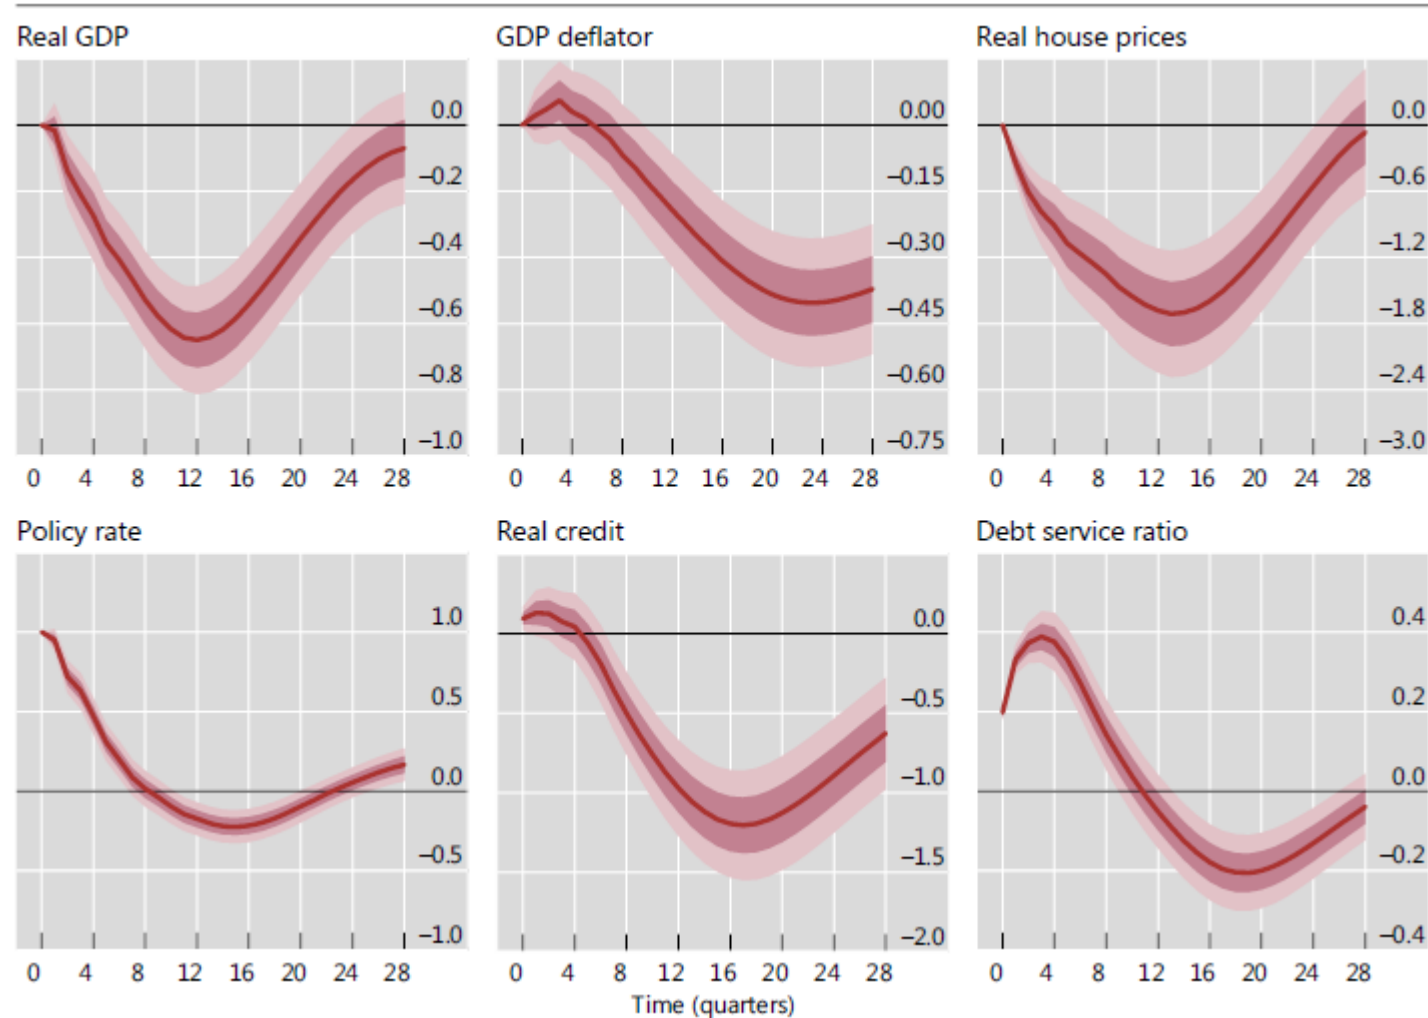 Real GDP
0.0
–0.2
–0.4
–0.6
–0.8
–1.0
0 4 8 12 16 20 24 28
GDP deflator
0.00
–0.15
–0.30
–0.45
–0.60
–0.75
0 4 8 12 16 20 24 28
Real house prices
0.0
–0.6
–1.2
–1.8
–2.4
–3.0
0 4 8 12 16 20 24 28
Policy rate
1.0
0.5
0.0
–0.5
–1.0
0 4 8 12 16 20 24 28
Real credit
0.0
–0.5
–1.0
–1.5
–2.0
0 4 8 12 16 20 24 28
Debt service ratio
0.4
0.2
0.0
–0.2
–0.4
0 4 8 12 16 20 24 28
Time (quarters)